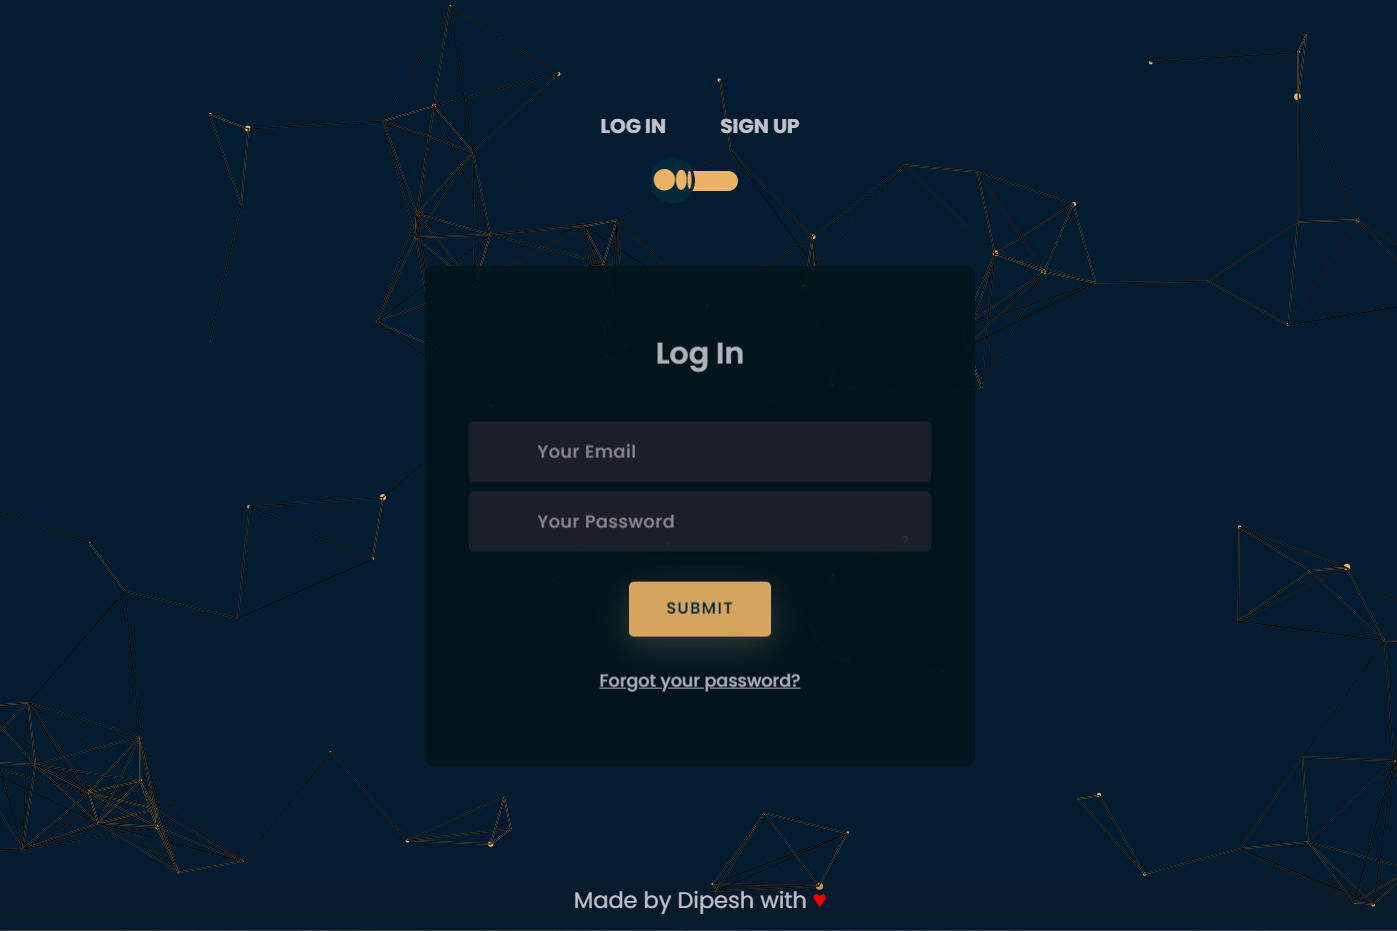 LOG IN SIGN UP
Log In
Your Email
Your Password
SUBMIT
Forgot your password?
Made by Dipesh with ♥